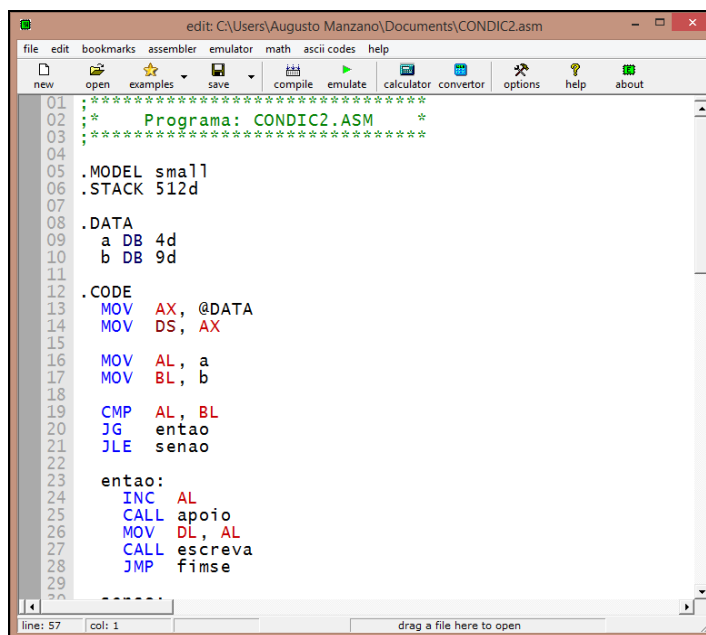 edit: C:\Users\Augusto Manzano\Documents\CONDIC2.asm
file edit bookmarks assembler emulator math ascii codes help
new open examples save compile emulate calculator convertor options help about
01 ;*******************************
02 ;*    Programa: CONDIC2.ASM    *
03 ;*******************************
04
05 .MODEL small
06 .STACK 512d
07
08 .DATA
09   a DB 4d
10   b DB 9d
11
12 .CODE
13   MOV  AX, @DATA
14   MOV  DS, AX
15
16   MOV  AL, a
17   MOV  BL, b
18
19   CMP  AL, BL
20   JG   entao
21   JLE  senao
22
23   entao:
24     INC  AL
25     CALL apoio
26     MOV  DL, AL
27     CALL escreva
28     JMP  fimse
29
line: 57 col: 1 drag a file here to open